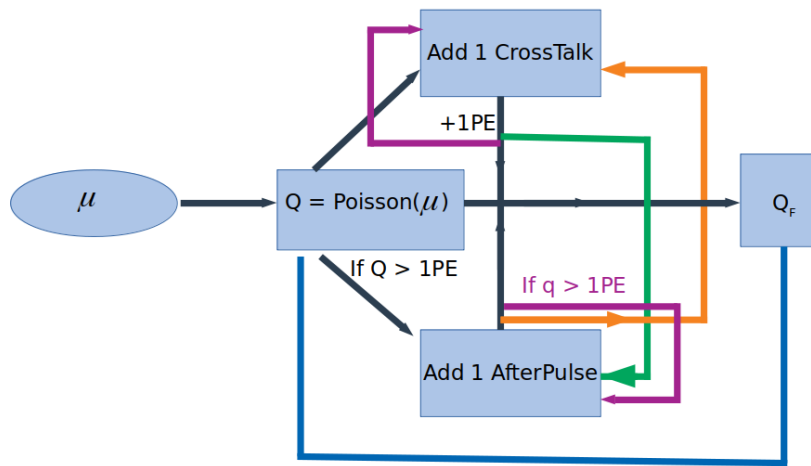 Add 1 CrossTalk
+1PE
μ
Q = Poisson(μ)
Q_F
If Q > 1PE
If q > 1PE
Add 1 AfterPulse